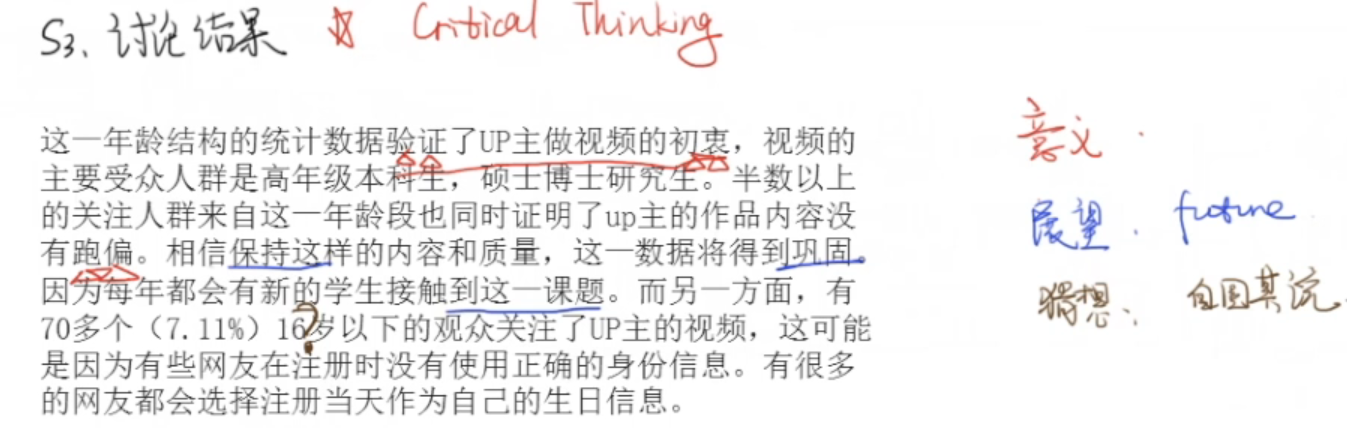 S3、讨论结果 Critical Thinking
这一年龄结构的统计数据验证了UP主做视频的初衷，视频的
主要受众人群是高年级本科生，硕士博士研究生。半数以上
的关注人群来自这一年龄段也同时证明了up主的作品内容没
有跑偏。相信保持这样的内容和质量，这一数据将得到巩固。
因为每年都会有新的学生接触到这一课题。而另一方面，有
70多个（7.11%）16岁以下的观众关注了UP主的视频，这可能
是因为有些网友在注册时没有使用正确的身份信息。有很多
的网友都会选择注册当天作为自己的生日信息。
意义.
展望. future
猜想、自圆其说.
?